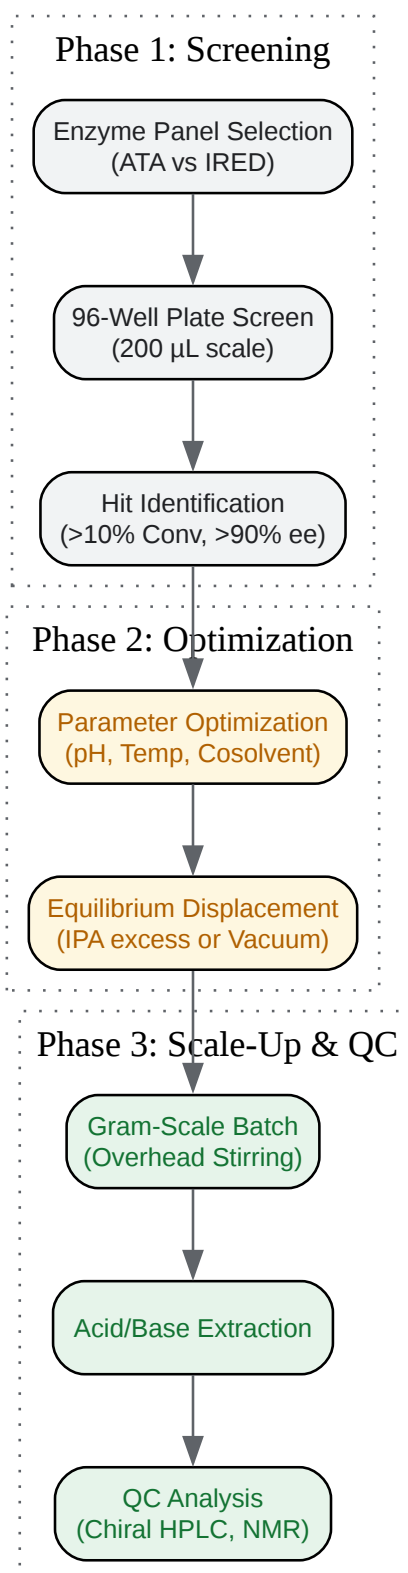 Phase 1: Screening
Enzyme Panel Selection
(ATA vs IRED)
96-Well Plate Screen
(200 µL scale)
Hit Identification
(>10% Conv, >90% ee)
Phase 2: Optimization
Parameter Optimization
(pH, Temp, Cosolvent)
Equilibrium Displacement
(IPA excess or Vacuum)
Phase 3: Scale-Up & QC
Gram-Scale Batch
(Overhead Stirring)
Acid/Base Extraction
QC Analysis
(Chiral HPLC, NMR)